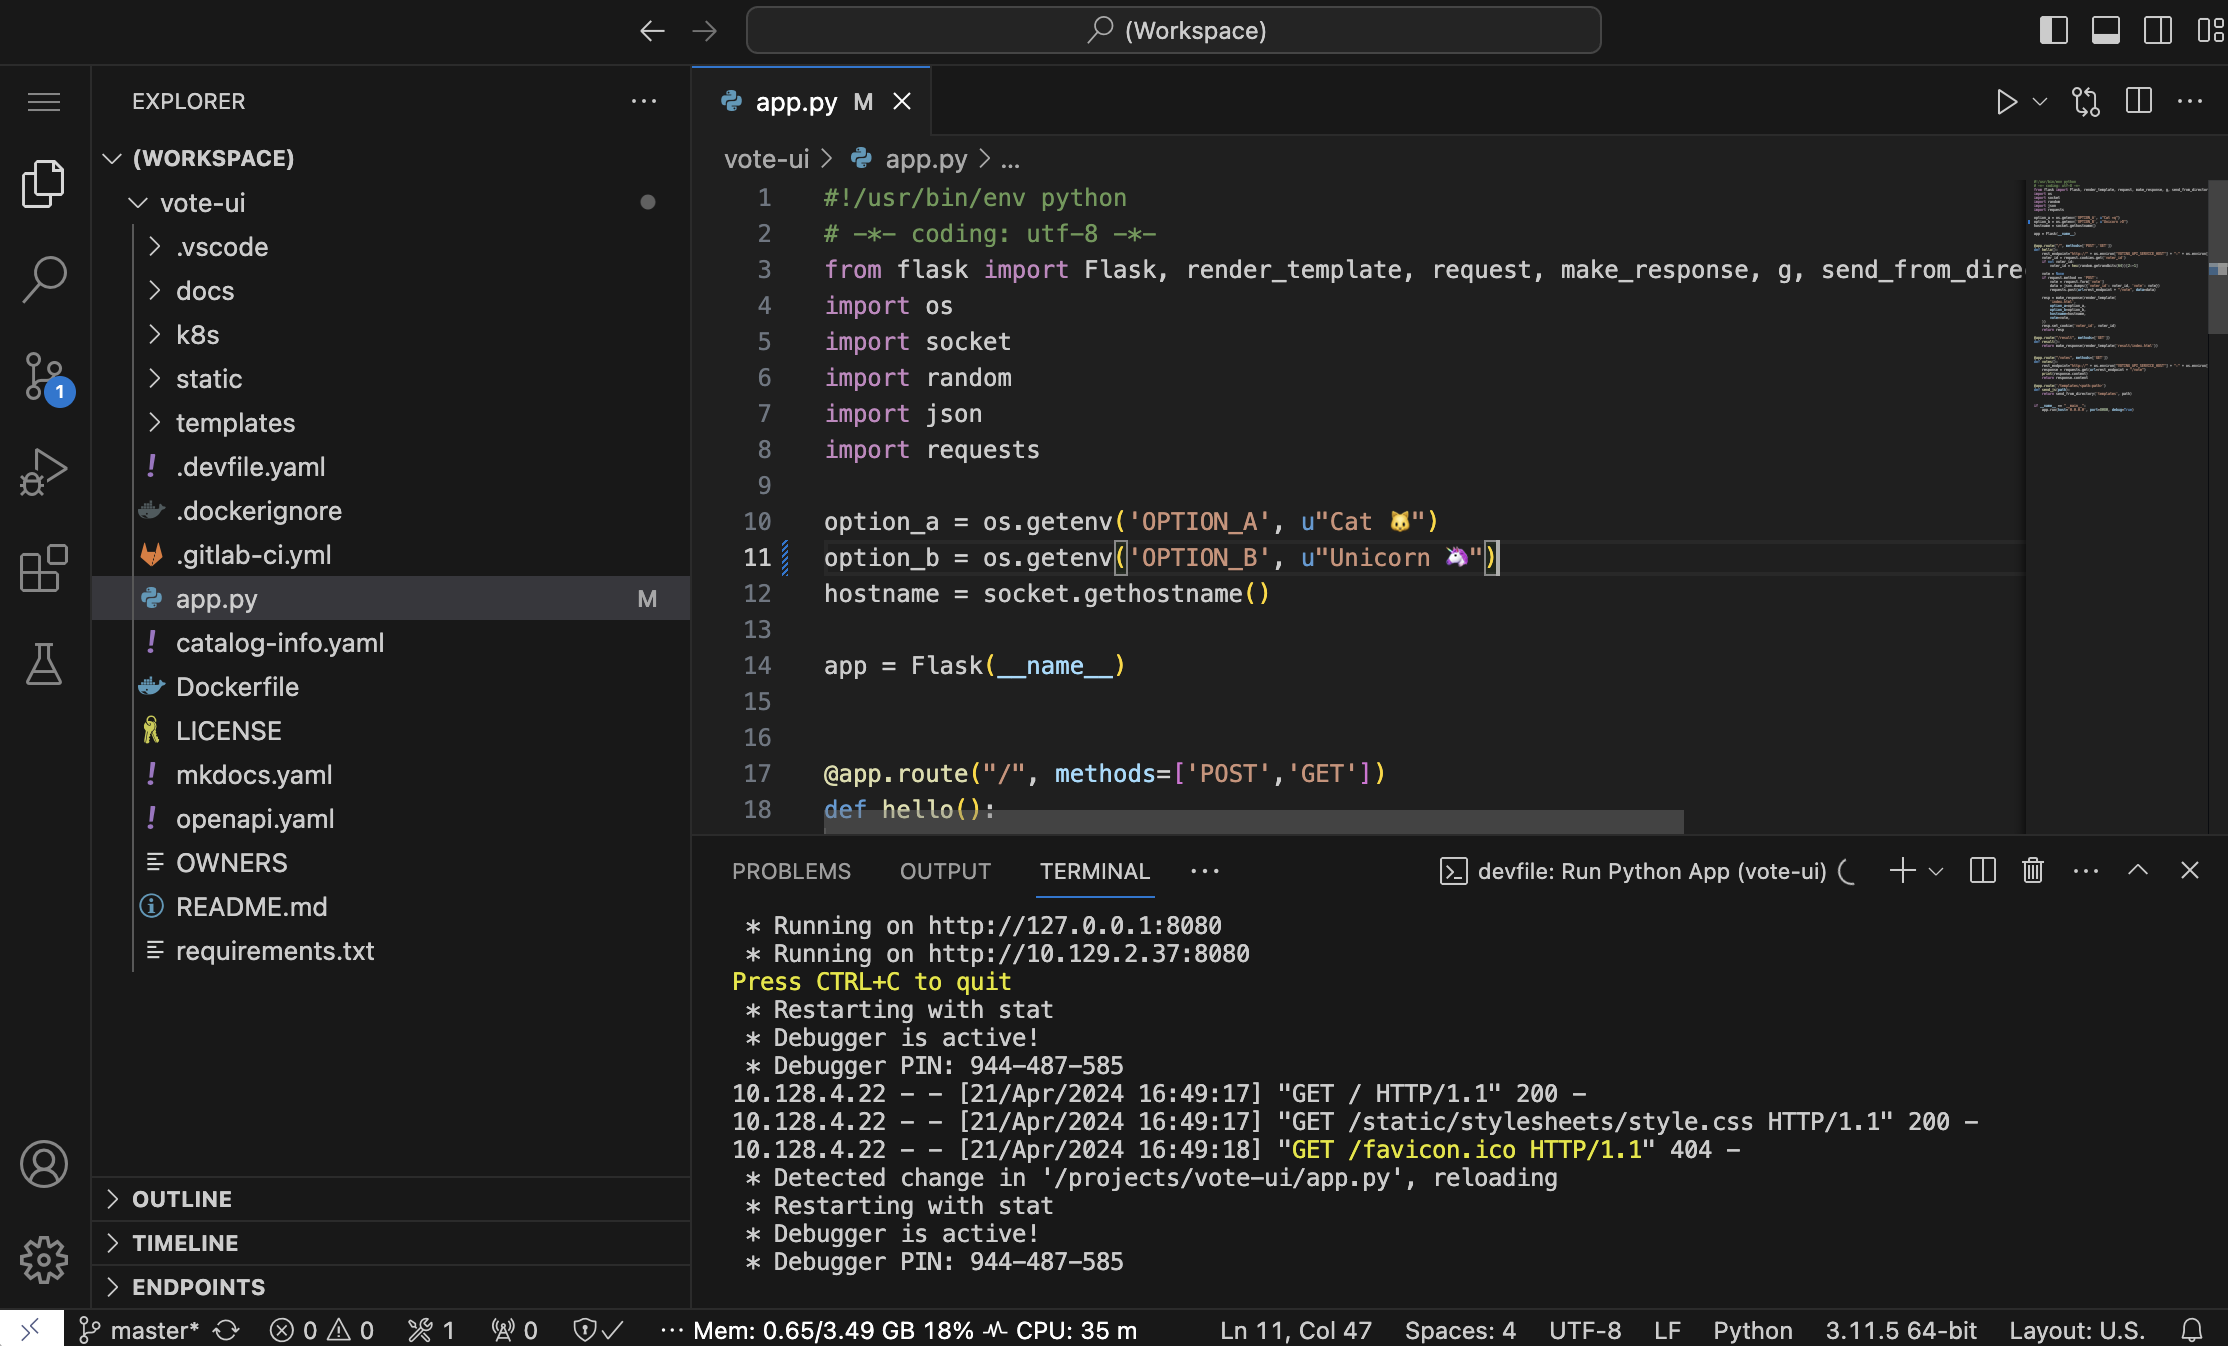 (Workspace)
EXPLORER
(WORKSPACE)
vote-ui
.vscode
docs
k8s
static
templates
.devfile.yaml
.dockerignore
.gitlab-ci.yml
app.py M
catalog-info.yaml
Dockerfile
LICENSE
mkdocs.yaml
openapi.yaml
OWNERS
README.md
requirements.txt
OUTLINE
TIMELINE
ENDPOINTS
1
app.py M
vote-ui > app.py > ...
1 #!/usr/bin/env python
2 # -*- coding: utf-8 -*-
3 from flask import Flask, render_template, request, make_response, g, send_from_dire
4 import os
5 import socket
6 import random
7 import json
8 import requests
9
10 option_a = os.getenv('OPTION_A', u"Cat 🐱")
11 option_b = os.getenv('OPTION_B', u"Unicorn 🦄")
12 hostname = socket.gethostname()
13
14 app = Flask(__name__)
15
16
17 @app.route("/", methods=['POST','GET'])
18 def hello():
PROBLEMS OUTPUT TERMINAL ... devfile: Run Python App (vote-ui)
* Running on http://127.0.0.1:8080
* Running on http://10.129.2.37:8080
Press CTRL+C to quit
* Restarting with stat
* Debugger is active!
* Debugger PIN: 944-487-585
10.128.4.22 - - [21/Apr/2024 16:49:17] "GET / HTTP/1.1" 200 -
10.128.4.22 - - [21/Apr/2024 16:49:17] "GET /static/stylesheets/style.css HTTP/1.1" 200 -
10.128.4.22 - - [21/Apr/2024 16:49:18] "GET /favicon.ico HTTP/1.1" 404 -
* Detected change in '/projects/vote-ui/app.py', reloading
* Restarting with stat
* Debugger is active!
* Debugger PIN: 944-487-585
master* 0 0 1 0 ... Mem: 0.65/3.49 GB 18% CPU: 35 m Ln 11, Col 47 Spaces: 4 UTF-8 LF Python 3.11.5 64-bit Layout: U.S.